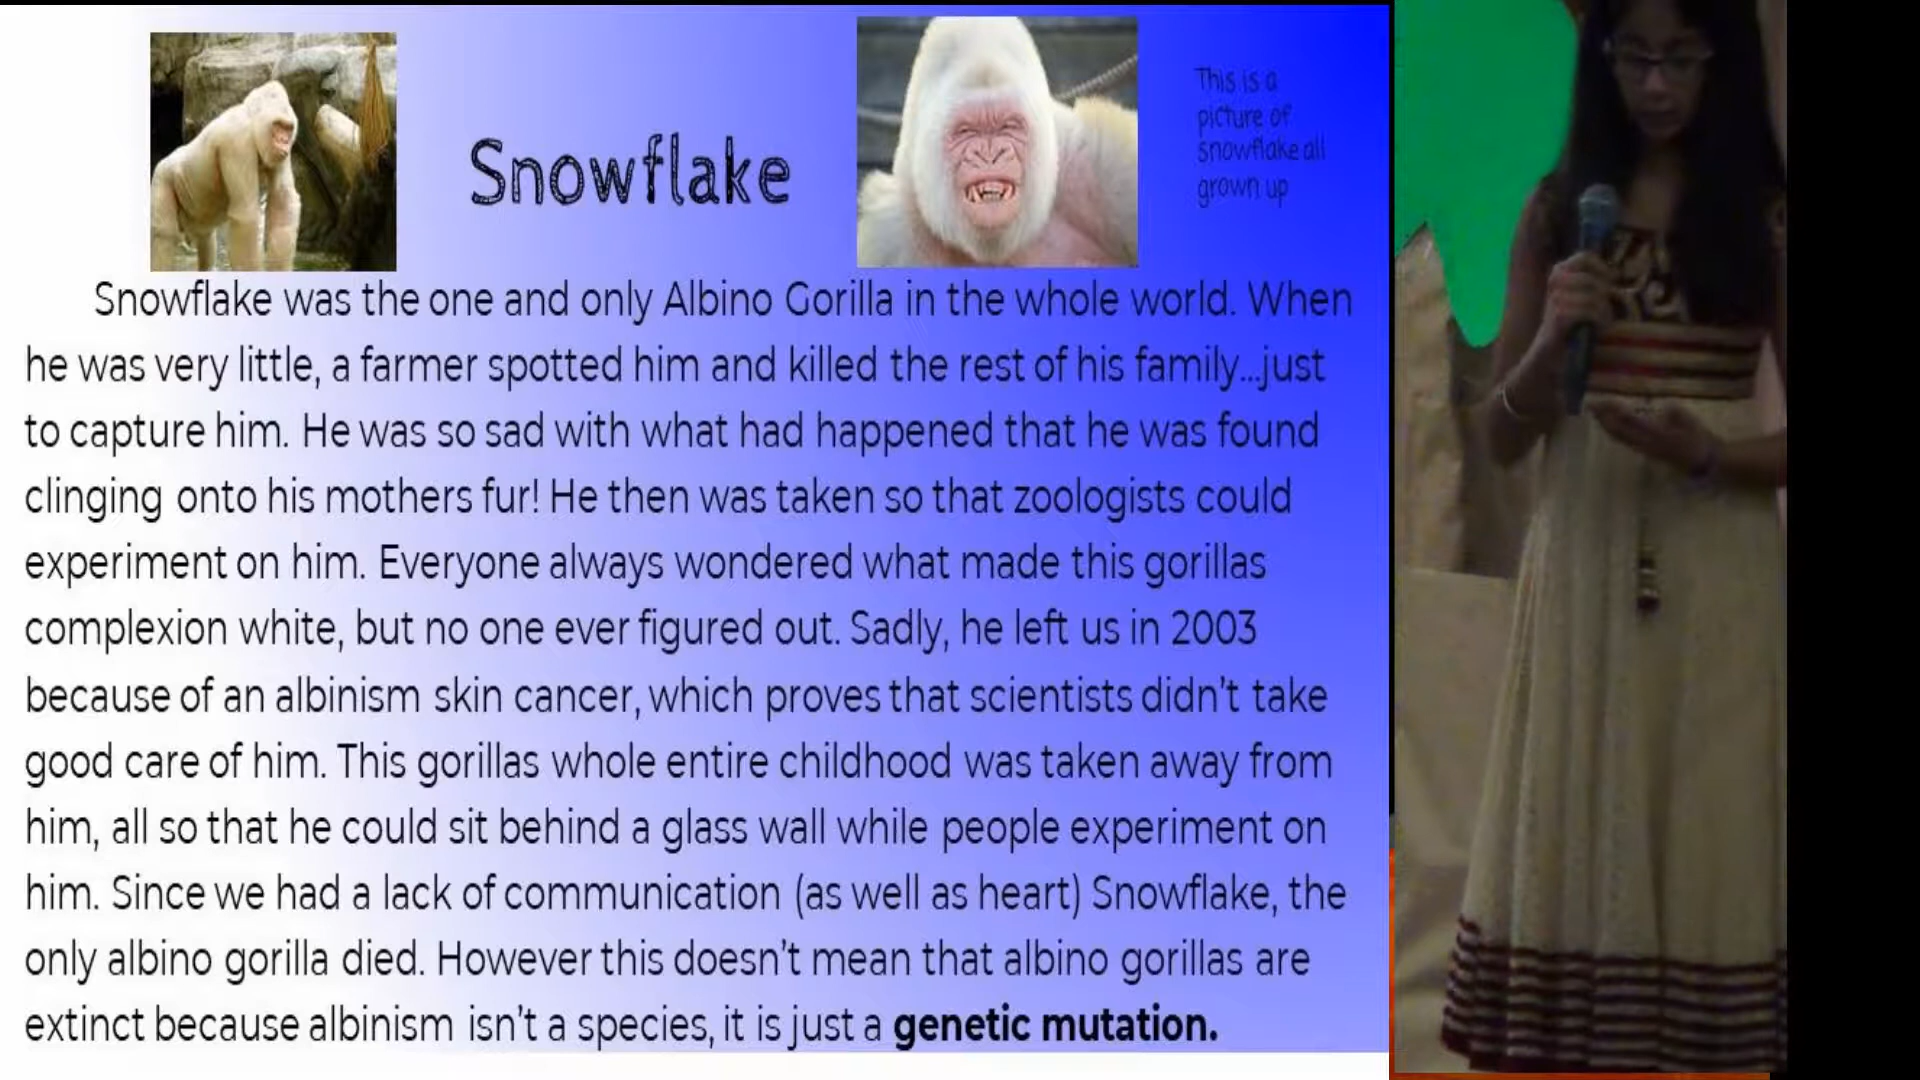 Snowflake
This is a
picture of
snowflake all
grown up
Snowflake was the one and only Albino Gorilla in the whole world. When
he was very little, a farmer spotted him and killed the rest of his family...just
to capture him. He was so sad with what had happened that he was found
clinging onto his mothers fur! He then was taken so that zoologists could
experiment on him. Everyone always wondered what made this gorillas
complexion white, but no one ever figured out. Sadly, he left us in 2003
because of an albinism skin cancer, which proves that scientists didn't take
good care of him. This gorillas whole entire childhood was taken away from
him, all so that he could sit behind a glass wall while people experiment on
him. Since we had a lack of communication (as well as heart) Snowflake, the
only albino gorilla died. However this doesn't mean that albino gorillas are
extinct because albinism isn't a species, it is just a genetic mutation.